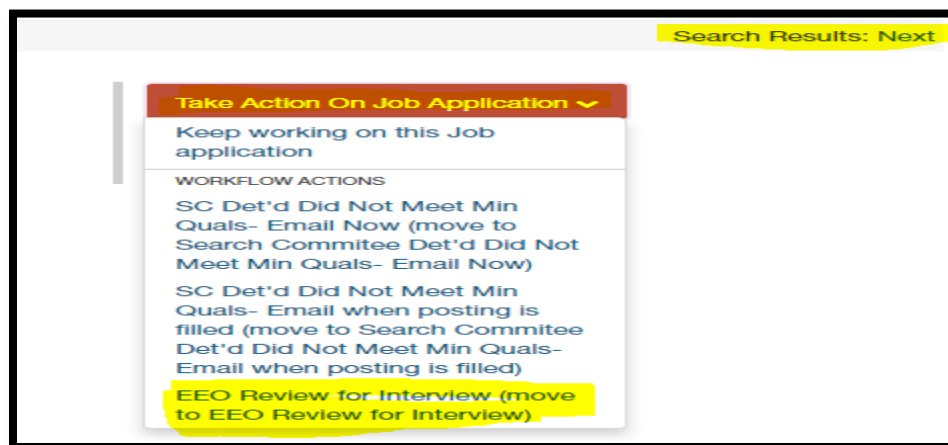 Search Results: Next
Take Action On Job Application
Keep working on this Job
application
WORKFLOW ACTIONS
SC Det'd Did Not Meet Min
Quals- Email Now (move to
Search Commitee Det'd Did Not
Meet Min Quals- Email Now)
SC Det'd Did Not Meet Min
Quals- Email when posting is
filled (move to Search Commitee
Det'd Did Not Meet Min Quals-
Email when posting is filled)
EEO Review for Interview (move
to EEO Review for Interview)